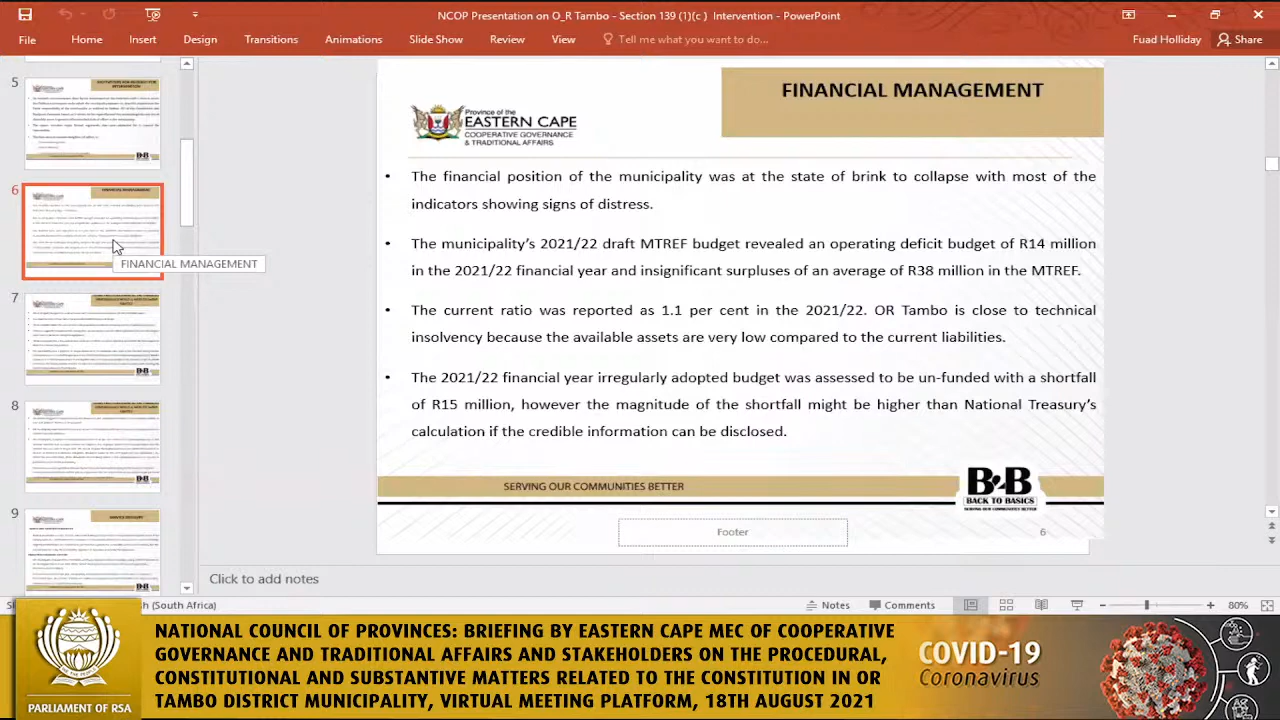 NCOP Presentation on O_R Tambo - Section 139 (1)(c ) Intervention - PowerPoint
File Home Insert Design Transitions Animations Slide Show Review View Tell me what you want to do... Fuad Holliday Share
5
6
FINANCIAL MANAGEMENT
7
8
9
FINANCIAL MANAGEMENT
Province of the
EASTERN CAPE
COOPERATIVE GOVERNANCE
& TRADITIONAL AFFAIRS
• The financial position of the municipality was at the state of brink to collapse with most of the
indicators showing signs of distress.
• The municipality's 2021/22 draft MTREF budget revealed an operating deficit budget of R14 million
in the 2021/22 financial year and insignificant surpluses of an average of R38 million in the MTREF.
• The current ratio was reported as 1.1 per cent in the 2021/22. OR Tambo is close to technical
insolvency because the available assets are very low compared to the current liabilities.
• The 2021/22 financial year irregularly adopted budget was assessed to be un-funded with a shortfall
of R15 million, the magnitude of the shortfall might be higher than National Treasury's
calculation if the credible information can be
SERVING OUR COMMUNITIES BETTER
B2B
BACK TO BASICS
SERVING OUR COMMUNITIES BETTER
Footer
6
Click to add notes
(South Africa) Notes Comments 80%
NATIONAL COUNCIL OF PROVINCES: BRIEFING BY EASTERN CAPE MEC OF COOPERATIVE
GOVERNANCE AND TRADITIONAL AFFAIRS AND STAKEHOLDERS ON THE PROCEDURAL,
CONSTITUTIONAL AND SUBSTANTIVE MATTERS RELATED TO THE CONSTITUTION IN OR
TAMBO DISTRICT MUNICIPALITY, VIRTUAL MEETING PLATFORM, 18TH AUGUST 2021
PARLIAMENT OF RSA
COVID-19
Coronavirus